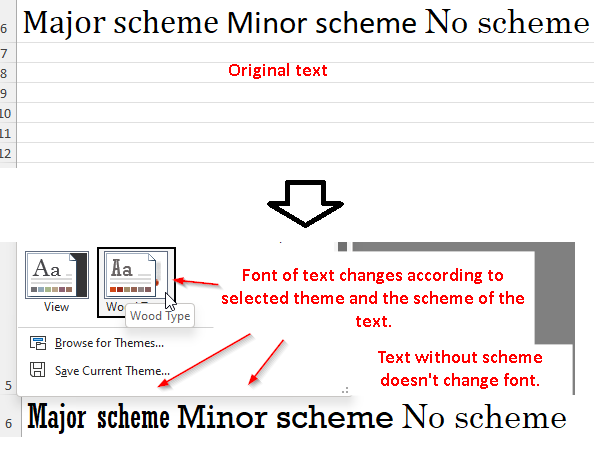 6 Major scheme Minor scheme No scheme
7
8 Original text
9
10
11
12
Aa Aa
View Wood Type
Font of text changes according to
selected theme and the scheme of the
text.
Browse for Themes...
Save Current Theme...
Text without scheme
doesn't change font.
5
6 Major scheme Minor scheme No scheme